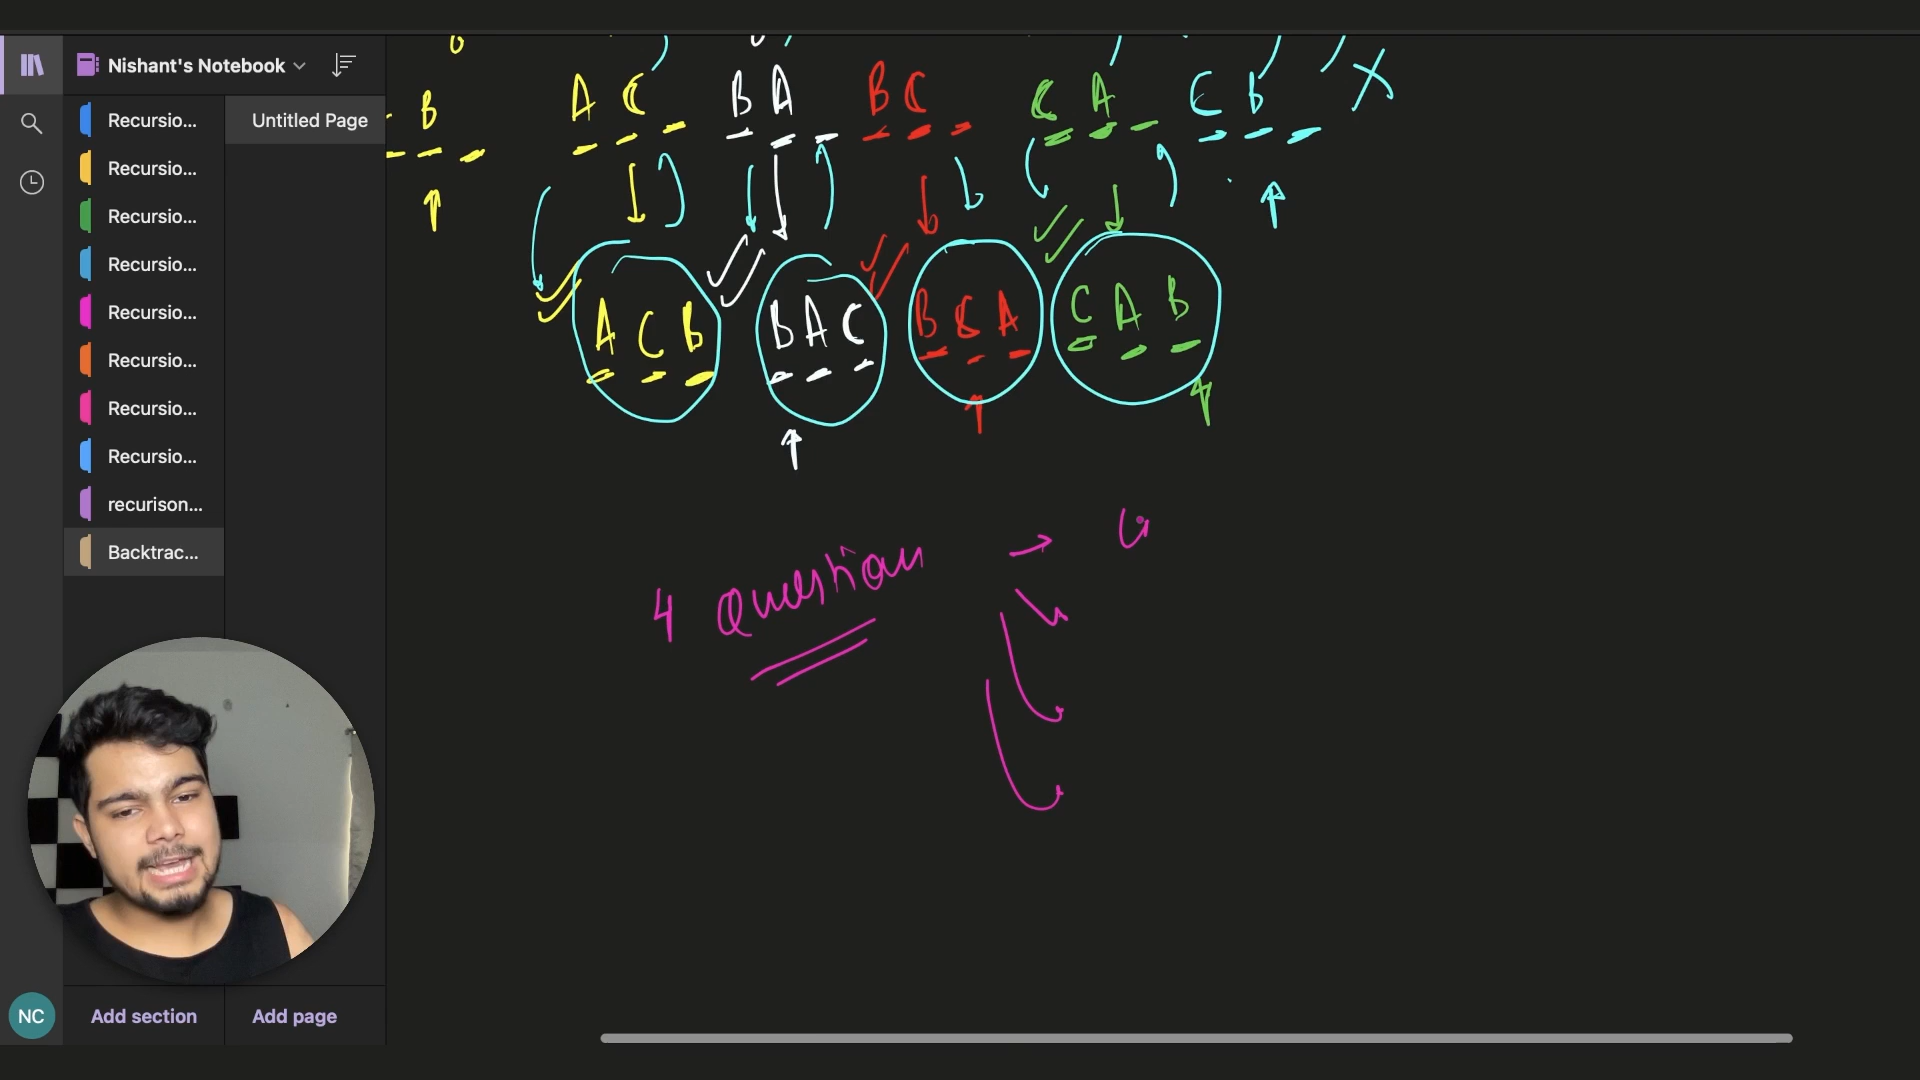 Nishant's Notebook
Recursio...
Recursio...
Recursio...
Recursio...
Recursio...
Recursio...
Recursio...
Recursio...
recurison...
Backtrac...
Untitled Page
B
A C
B A
B C
C A
C B
X
A C B
B A C
B C A
C A B
4 Question
NC
Add section
Add page